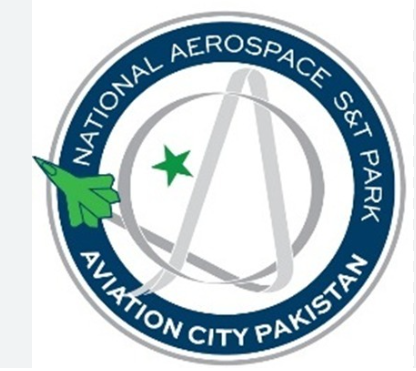 NATIONAL AEROSPACE S&T PARK
AVIATION CITY PAKISTAN